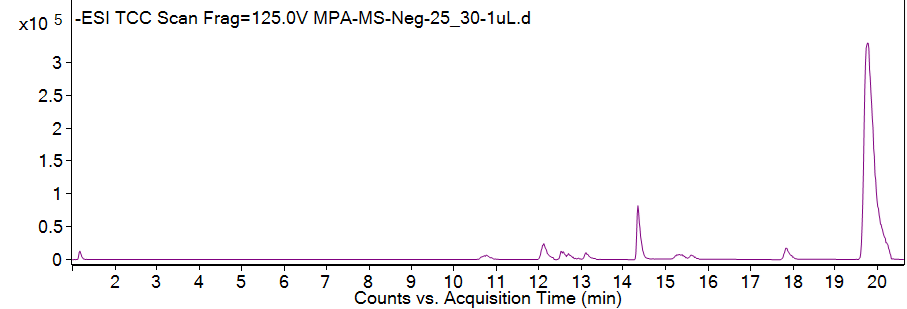 x10 5 -ESI TCC Scan Frag=125.0V MPA-MS-Neg-25_30-1uL.d
3
2.5
2
1.5
1
0.5
0
2 3 4 5 6 7 8 9 10 11 12 13 14 15 16 17 18 19 20
Counts vs. Acquisition Time (min)